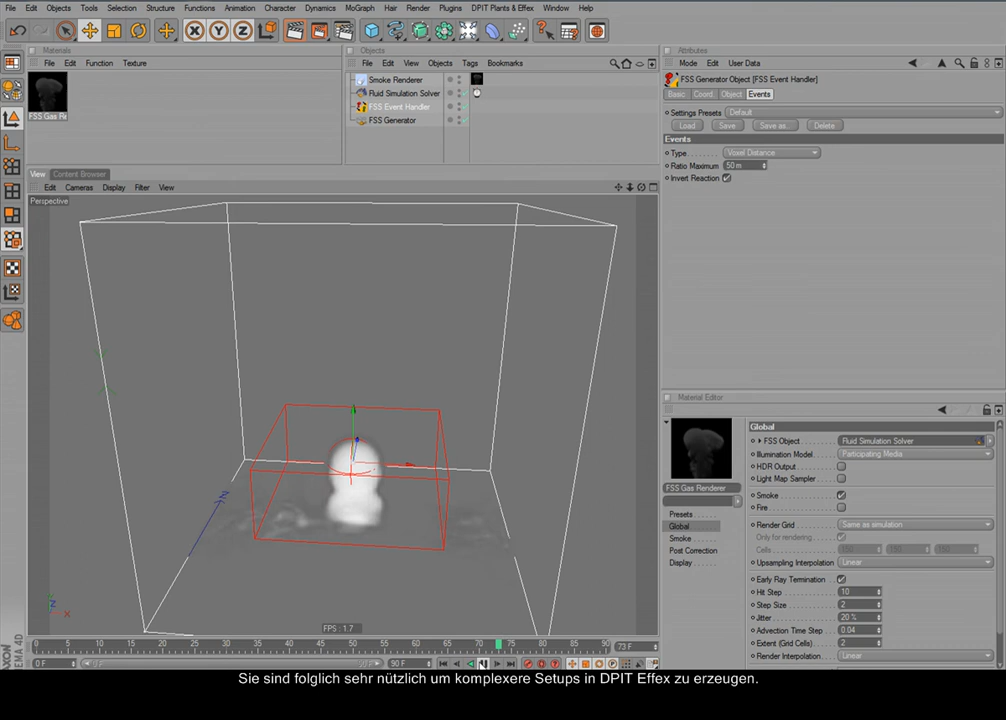 File Edit Objects Tools Selection Structure Functions Animation Character Dynamics MoGraph Hair Render Plugins DPIT Plants & Effex Window Help
Materials
File Edit Function Texture
FSS Gas Re
Objects
File Edit View Objects Tags Bookmarks
Smoke Renderer
Fluid Simulation Solver
FSS Event Handler
FSS Generator
Attributes
Mode Edit User Data
FSS Generator Object [FSS Event Handler]
Basic Coord. Object Events
Settings Presets Default
Load Save Save as... Delete
Events
Type Voxel Distance
Ratio Maximum 50 m
Invert Reaction
View Content Browser
Edit Cameras Display Filter View
Perspective
Z
Z
X
FPS : 1.7
0 5 10 15 20 25 30 35 40 45 50 55 60 65 70 75 80 85 90 73 F
0 F 0 F 90 F 90 F
Material Editor
FSS Gas Renderer
Presets
Global
Smoke
Post Correction
Display
Global
FSS Object Fluid Simulation Solver
Illumination Model Participating Media
HDR Output
Light Map Sampler
Smoke
Fire
Render Grid Same as simulation
Only for rendering
Cells 150 150 150
Upsampling Interpolation Linear
Early Ray Termination
Hit Step 10
Step Size 2
Jitter 20 %
Advection Time Step 0.04
Extent (Grid Cells) 2
Render Interpolation Linear
Sie sind folglich sehr nützlich um komplexere Setups in DPIT Effex zu erzeugen.